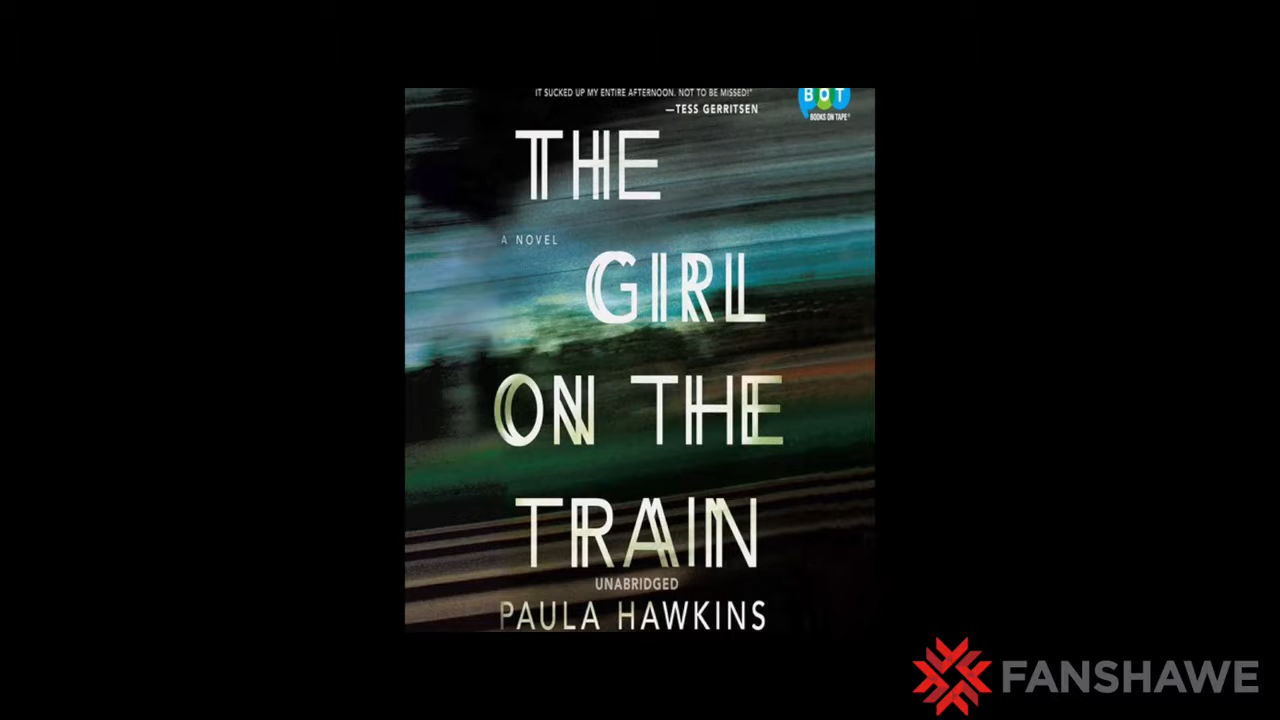 IT SUCKED UP MY ENTIRE AFTERNOON. NOT TO BE MISSED!"
—TESS GERRITSEN
BOT
BOOKS ON TAPE®
THE
A NOVEL
GIRL
ON THE
TRAIN
UNABRIDGED
PAULA HAWKINS
FANSHAWE